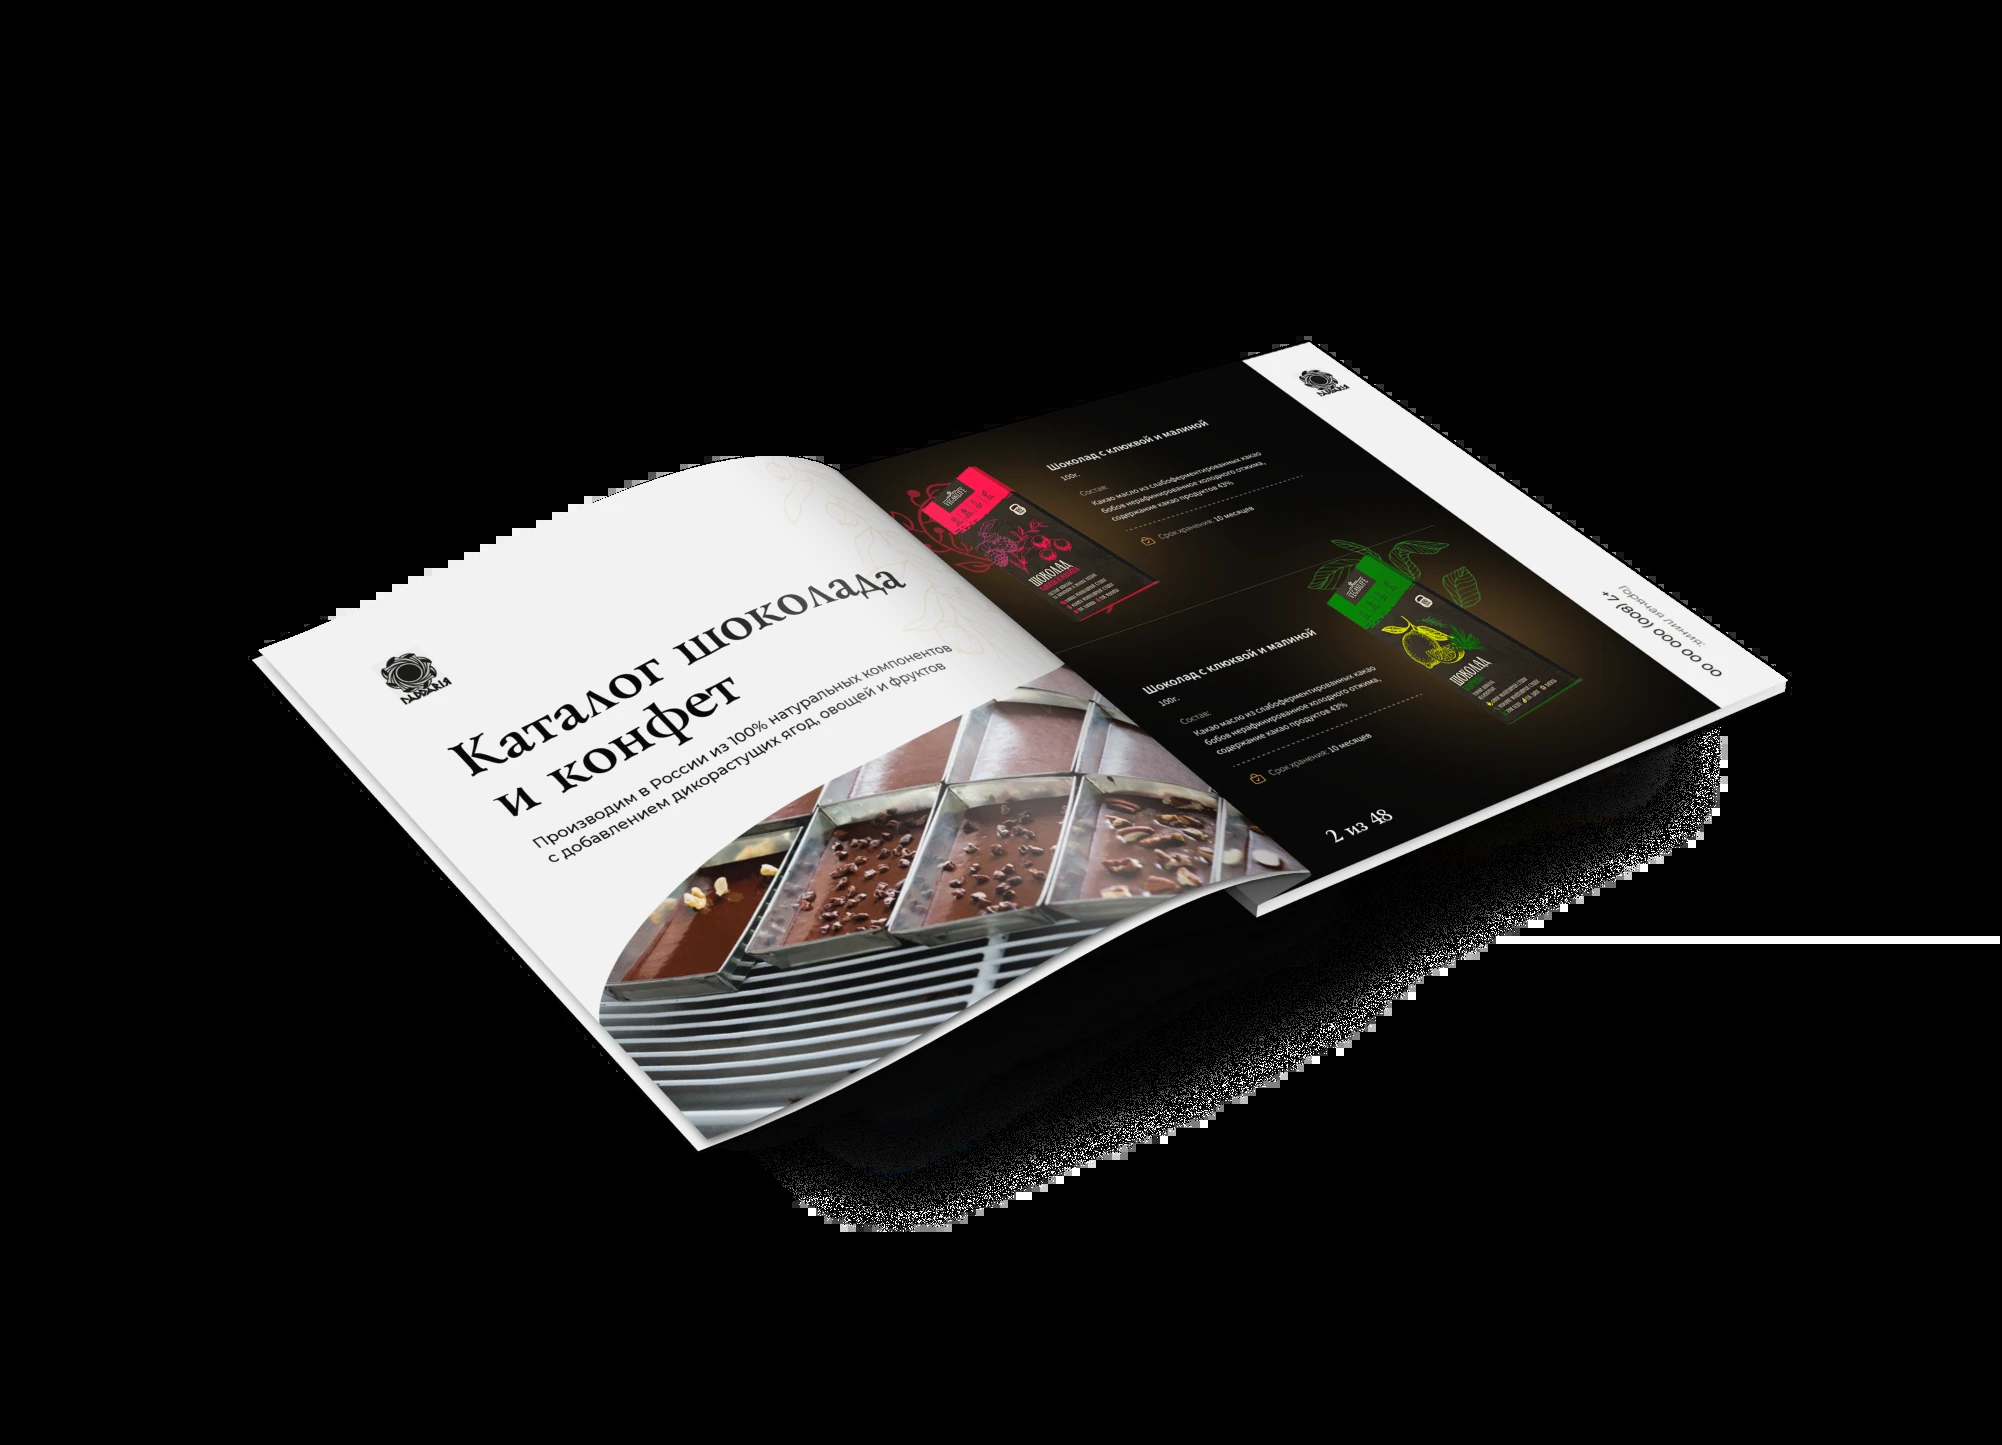 Каталог шоколада
и конфет
Производим в России из 100% натуральных компонентов
с добавлением дикорастущих ягод, овощей и фруктов
Шоколад с клюквой и малиной
100г.
Состав:
Какао масло из слабоферментированных какао
бобов нерафинированное холодного отжима,
содержание какао продуктов 43%
Срок хранения: 10 месяцев
ШОКОЛАД
Шоколад с клюквой и малиной
100г.
Состав:
Какао масло из слабоферментированных какао
бобов нерафинированное холодного отжима,
содержание какао продуктов 43%
Срок хранения: 10 месяцев
ШОКОЛАД
2 из 48
Горячая линия:
+7 (800) 000 00 00